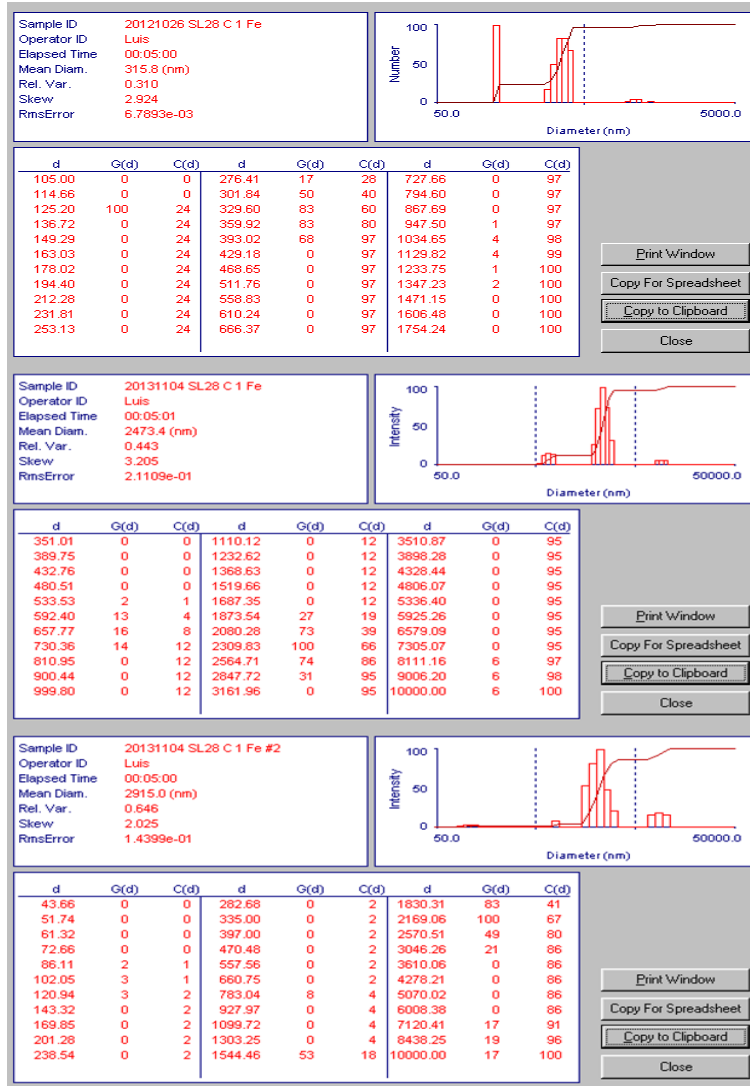 Sample ID 20121026 SL28 C 1 Fe
Operator ID Luis
Elapsed Time 00:05:00
Mean Diam. 315.8 (nm)
Rel. Var. 0.310
Skew 2.924
RmsError 6.7893e-03
100
Number
50
0
50.0 5000.0
Diameter (nm)
d G(d) C(d) d G(d) C(d) d G(d) C(d)
105.00 0 0 276.41 17 28 727.66 0 97
114.66 0 0 301.84 50 40 794.60 0 97
125.20 100 24 329.60 83 60 867.69 0 97
136.72 0 24 359.92 83 80 947.50 1 97
149.29 0 24 393.02 68 97 1034.65 4 98
163.03 0 24 429.18 0 97 1129.82 4 99
178.02 0 24 468.65 0 97 1233.75 1 100
194.40 0 24 511.76 0 97 1347.23 2 100
212.28 0 24 558.83 0 97 1471.15 0 100
231.81 0 24 610.24 0 97 1606.48 0 100
253.13 0 24 666.37 0 97 1754.24 0 100
Print Window
Copy For Spreadsheet
Copy to Clipboard
Close
Sample ID 20131104 SL28 C 1 Fe
Operator ID Luis
Elapsed Time 00:05:01
Mean Diam. 2473.4 (nm)
Rel. Var. 0.443
Skew 3.205
RmsError 2.1109e-01
100
Intensity
50
0
50.0 50000.0
Diameter (nm)
d G(d) C(d) d G(d) C(d) d G(d) C(d)
351.01 0 0 1110.12 0 12 3510.87 0 95
389.75 0 0 1232.62 0 12 3898.28 0 95
432.76 0 0 1368.63 0 12 4328.44 0 95
480.51 0 0 1519.66 0 12 4806.07 0 95
533.53 2 1 1687.35 0 12 5336.40 0 95
592.40 13 4 1873.54 27 19 5925.26 0 95
657.77 16 8 2080.28 73 39 6579.09 0 95
730.36 14 12 2309.83 100 66 7305.07 0 95
810.95 0 12 2564.71 74 86 8111.16 6 97
900.44 0 12 2847.72 31 95 9006.20 6 98
999.80 0 12 3161.96 0 95 10000.00 6 100
Print Window
Copy For Spreadsheet
Copy to Clipboard
Close
Sample ID 20131104 SL28 C 1 Fe #2
Operator ID Luis
Elapsed Time 00:05:00
Mean Diam. 2915.0 (nm)
Rel. Var. 0.646
Skew 2.025
RmsError 1.4399e-01
100
Intensity
50
0
50.0 50000.0
Diameter (nm)
d G(d) C(d) d G(d) C(d) d G(d) C(d)
43.66 0 0 282.68 0 2 1830.31 83 41
51.74 0 0 335.00 0 2 2169.06 100 67
61.32 0 0 397.00 0 2 2570.51 49 80
72.66 0 0 470.48 0 2 3046.26 21 86
86.11 2 1 557.56 0 2 3610.06 0 86
102.05 3 1 660.75 0 2 4278.21 0 86
120.94 3 2 783.04 8 4 5070.02 0 86
143.32 0 2 927.97 0 4 6008.38 0 86
169.85 0 2 1099.72 0 4 7120.41 17 91
201.28 0 2 1303.25 0 4 8438.25 19 96
238.54 0 2 1544.46 53 18 10000.00 17 100
Print Window
Copy For Spreadsheet
Copy to Clipboard
Close